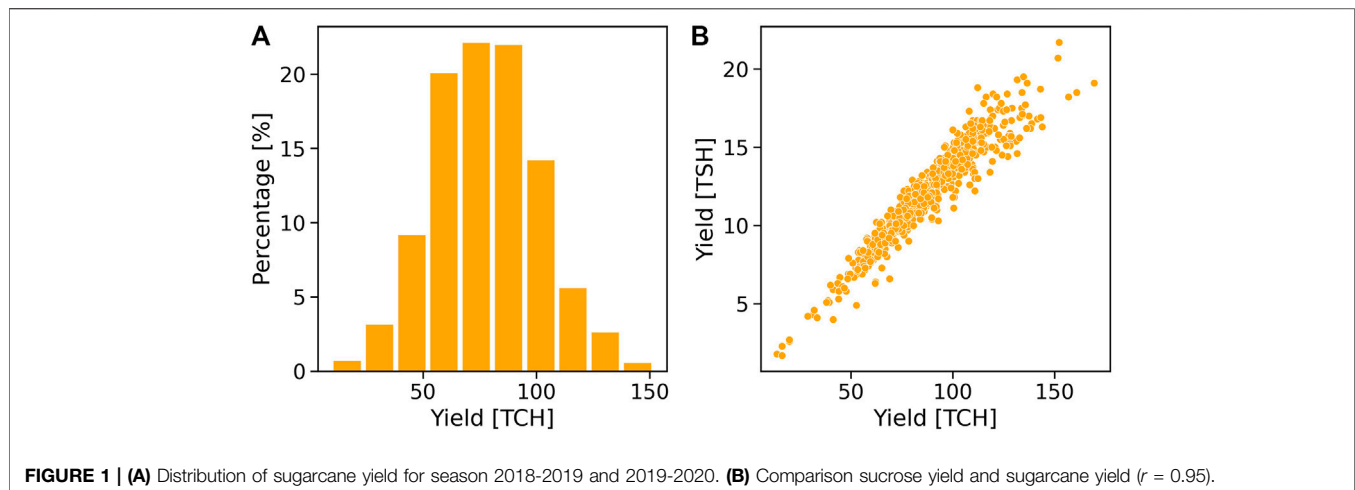 A
B
Percentage [%]
20
15
10
5
0
50
100
150
Yield [TCH]
Yield [TSH]
20
15
10
5
50
100
150
Yield [TCH]
FIGURE 1 | (A) Distribution of sugarcane yield for season 2018-2019 and 2019-2020. (B) Comparison sucrose yield and sugarcane yield (r = 0.95).